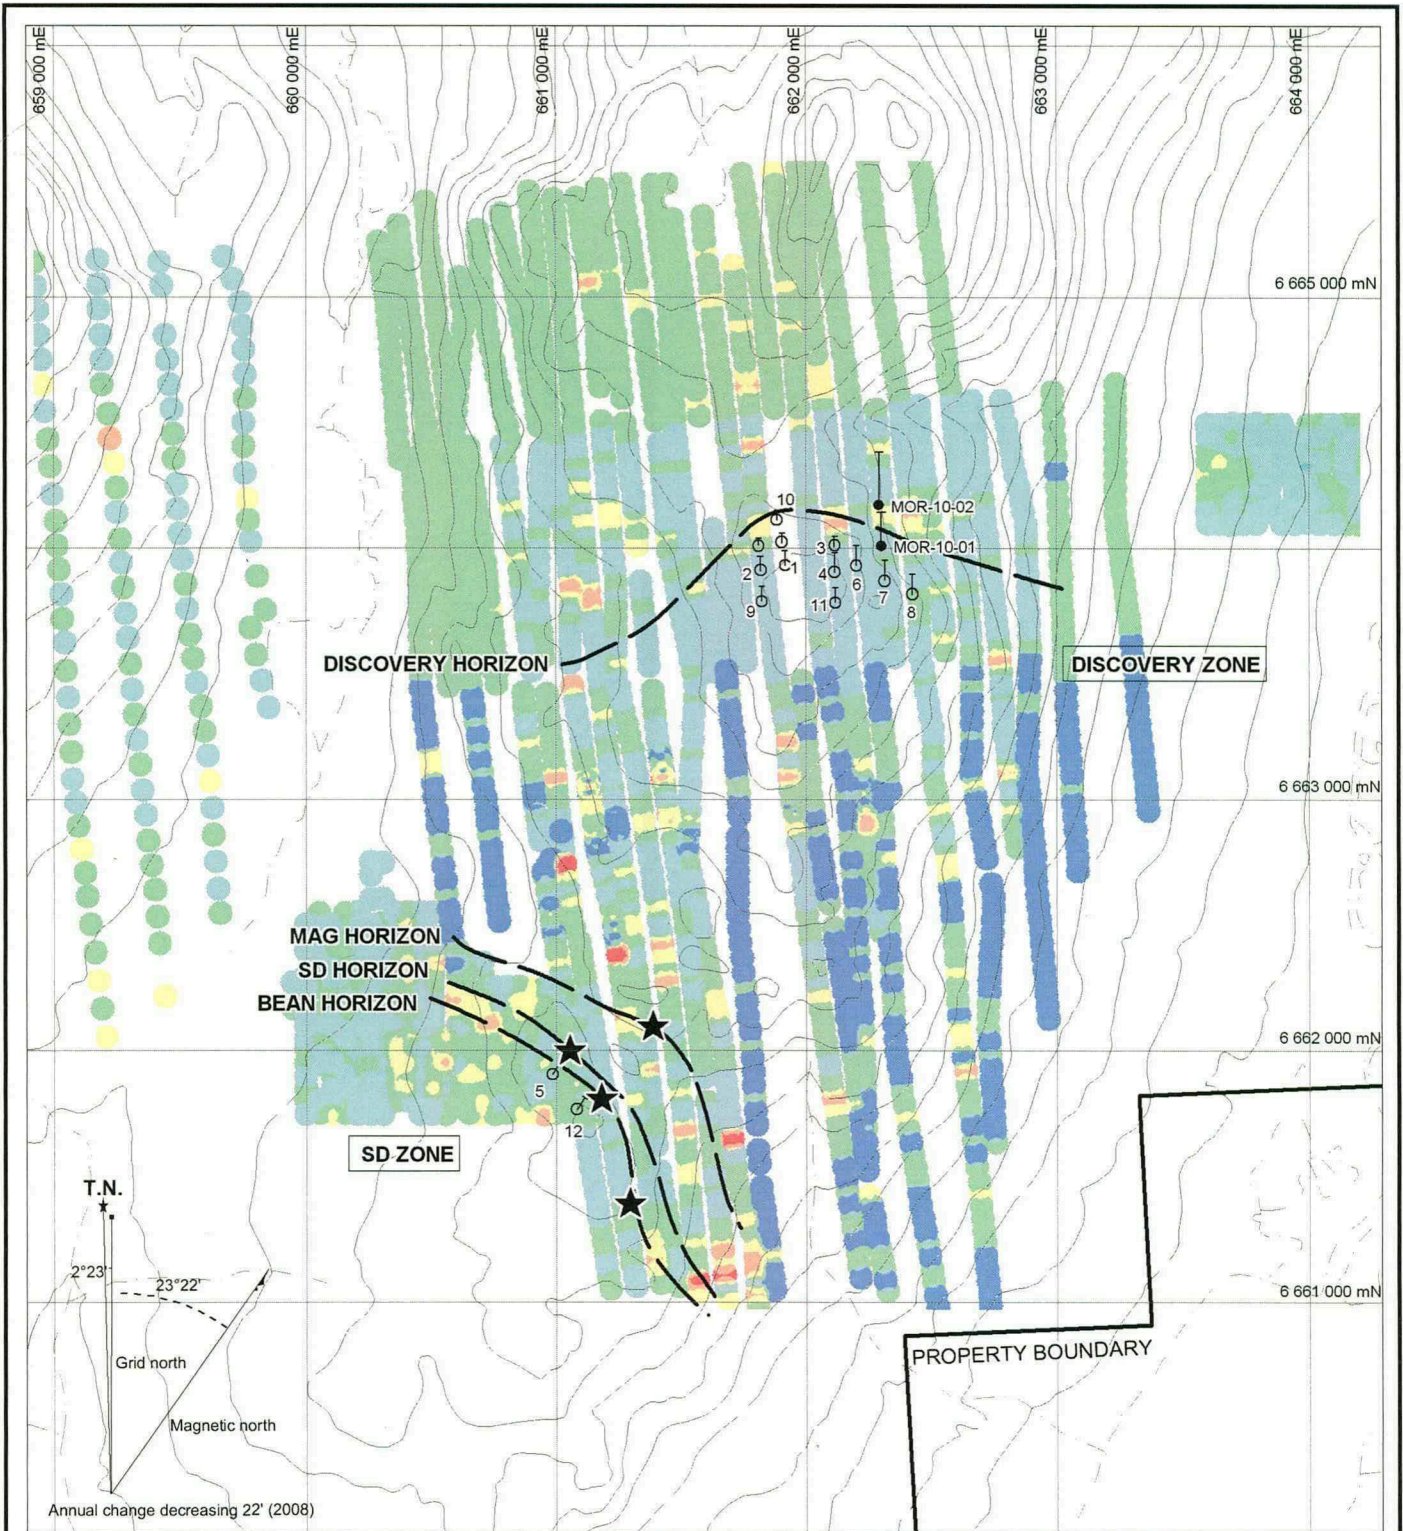 659 000 mE
660 000 mE
661 000 mE
662 000 mE
663 000 mE
664 000 mE
6 665 000 mN
10
MOR-10-02
3
MOR-10-01
2
1
4
6
7
9
11
8
DISCOVERY HORIZON
DISCOVERY ZONE
6 663 000 mN
MAG HORIZON
SD HORIZON
BEAN HORIZON
6 662 000 mN
5
12
SD ZONE
T.N.
2°23'
23°22'
6 661 000 mN
Grid north
PROPERTY BOUNDARY
Magnetic north
Annual change decreasing 22' (2008)